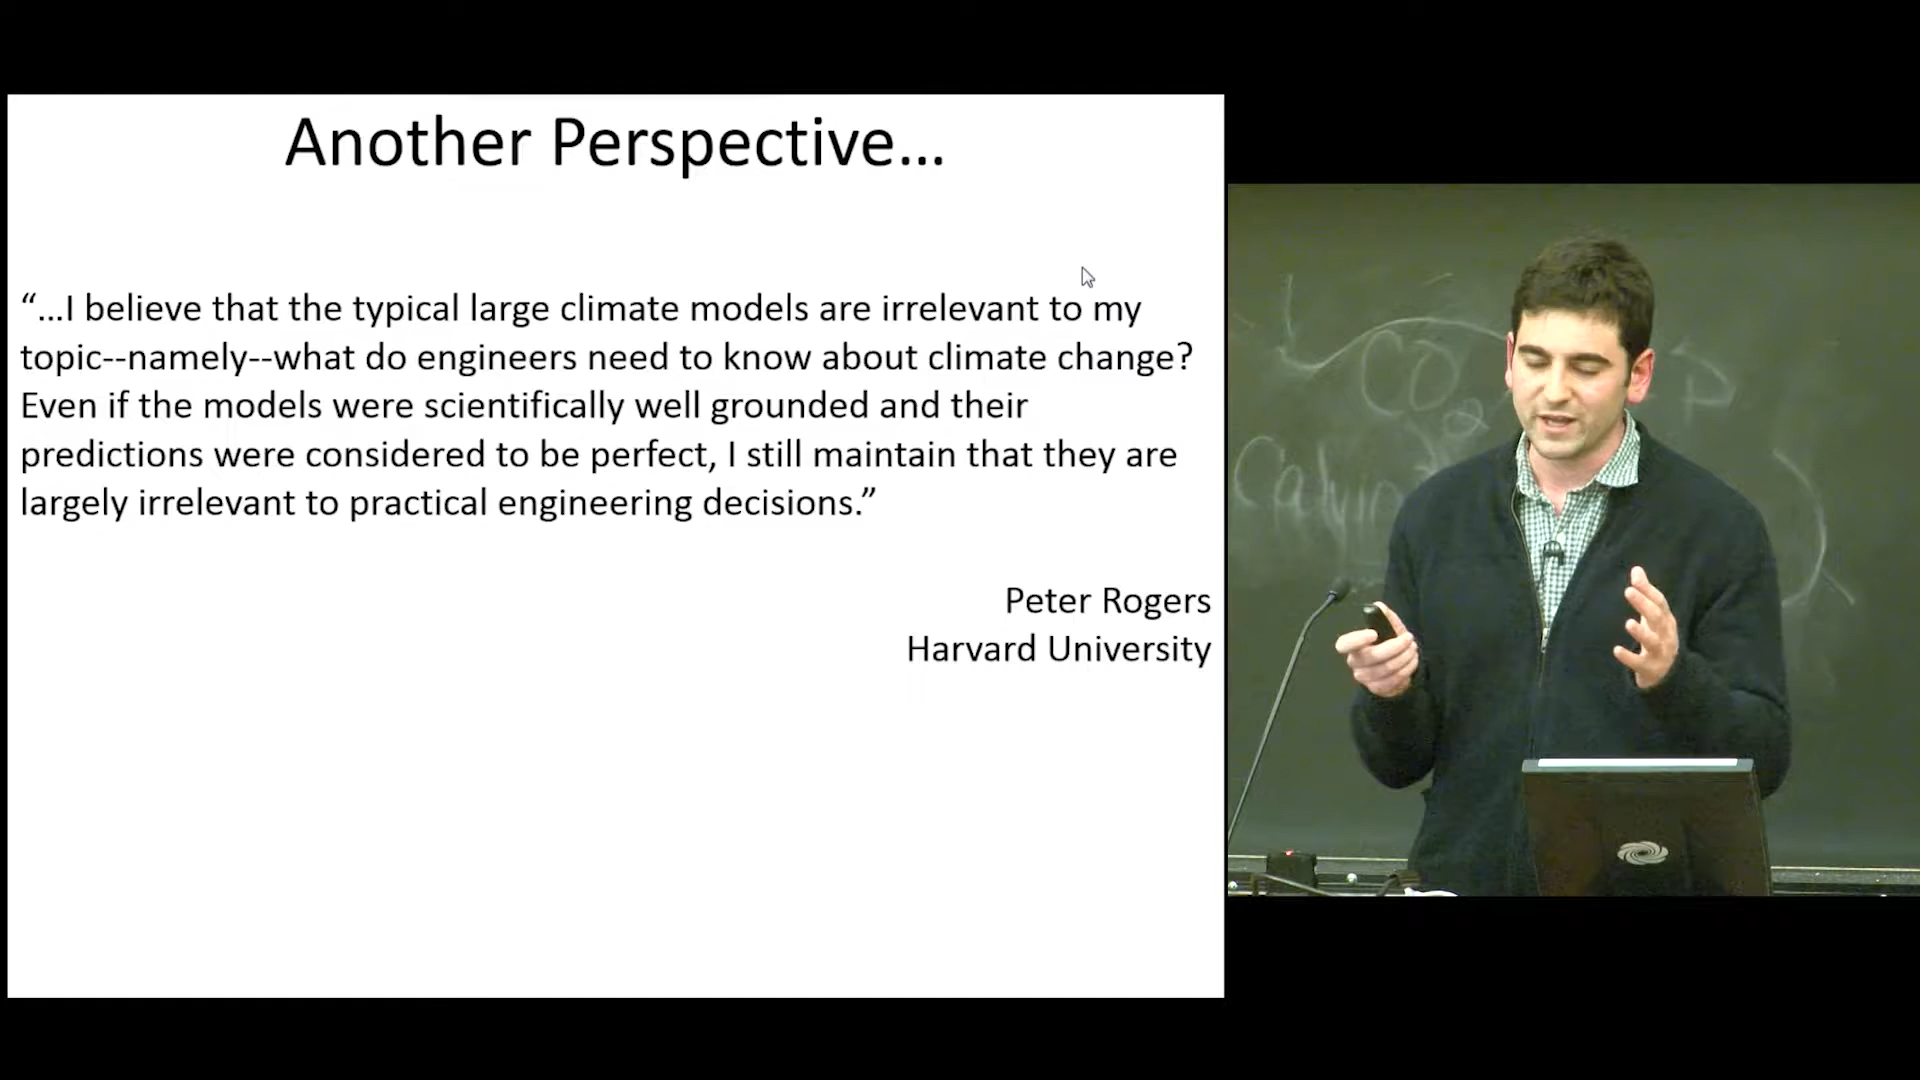 Another Perspective...
“...I believe that the typical large climate models are irrelevant to my
topic--namely--what do engineers need to know about climate change?
Even if the models were scientifically well grounded and their
predictions were considered to be perfect, I still maintain that they are
largely irrelevant to practical engineering decisions.”
Peter Rogers
Harvard University
CO2
P
Calvin